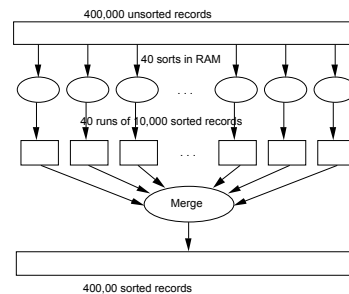 400,000 unsorted records
40 sorts in RAM
. . .
40 runs of 10,000 sorted records
. . .
Merge
400,00 sorted records